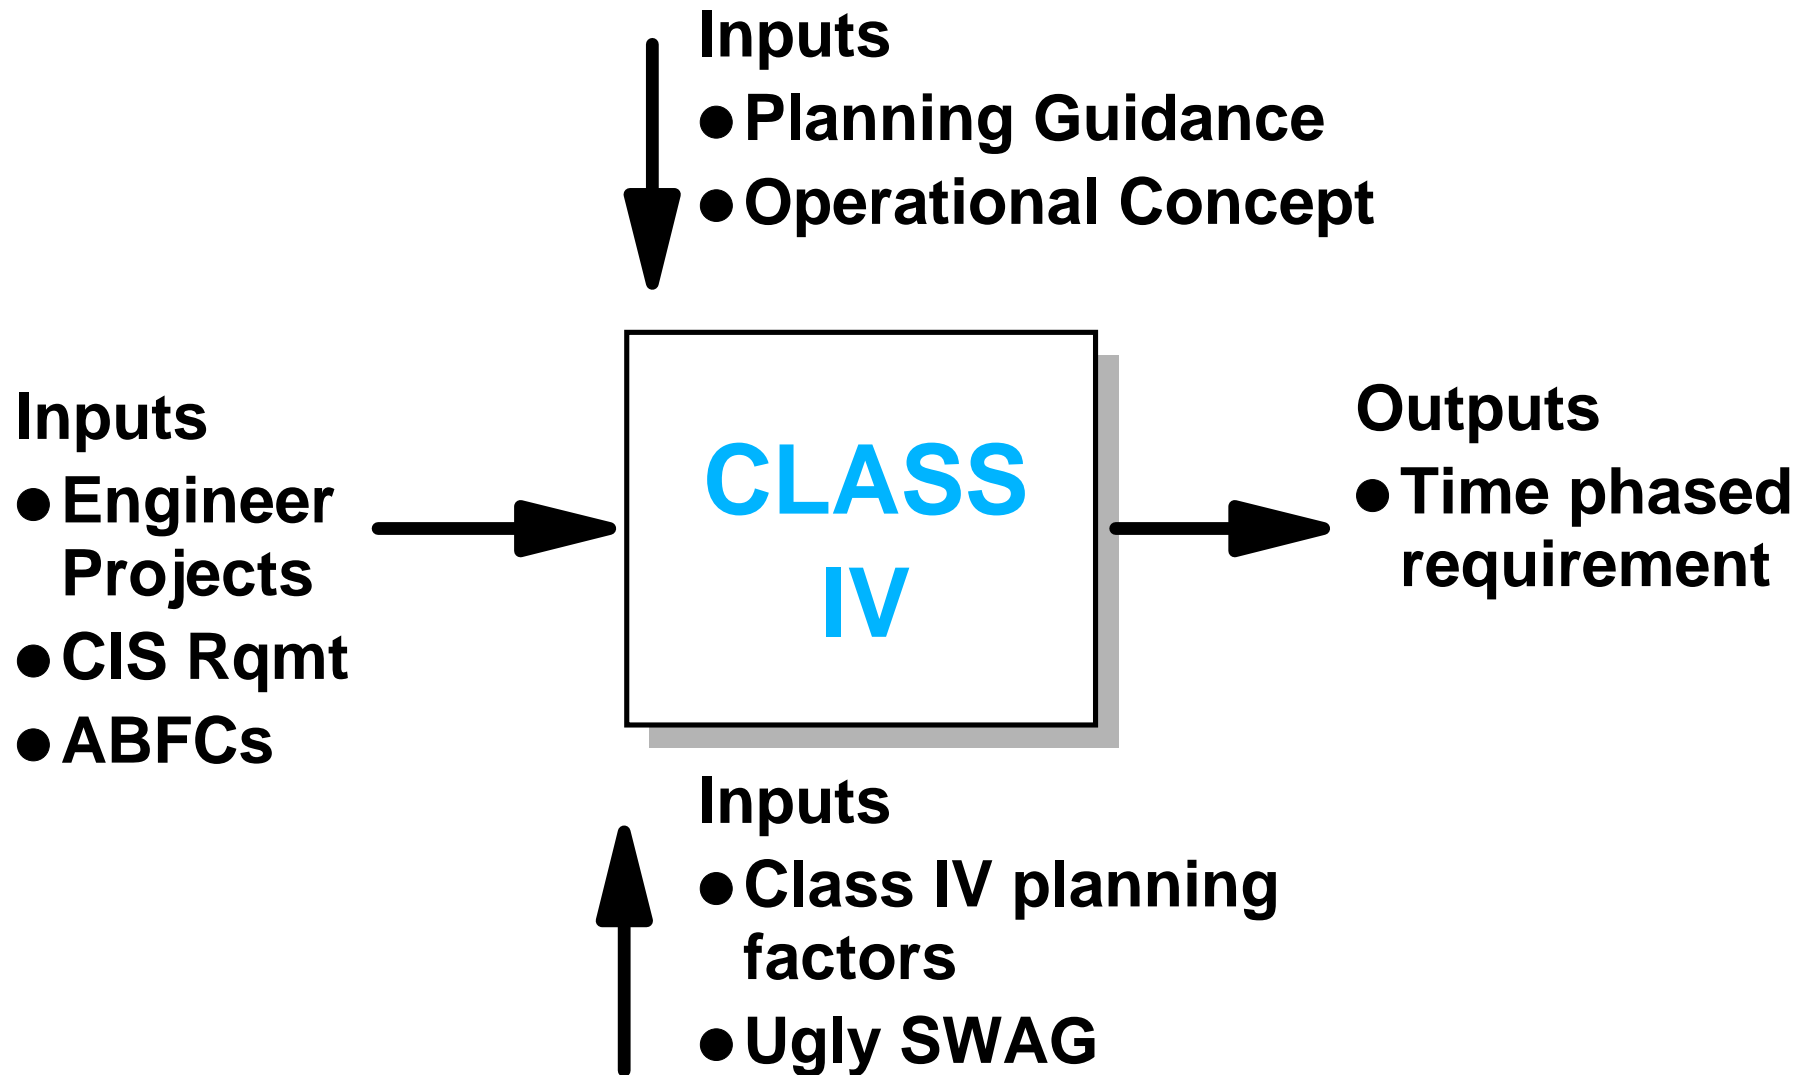 Inputs
● Planning Guidance
● Operational Concept
Inputs
● Engineer
Projects
● CIS Rqmt
● ABFCs
CLASS
IV
Outputs
● Time phased
requirement
Inputs
● Class IV planning
factors
● Ugly SWAG